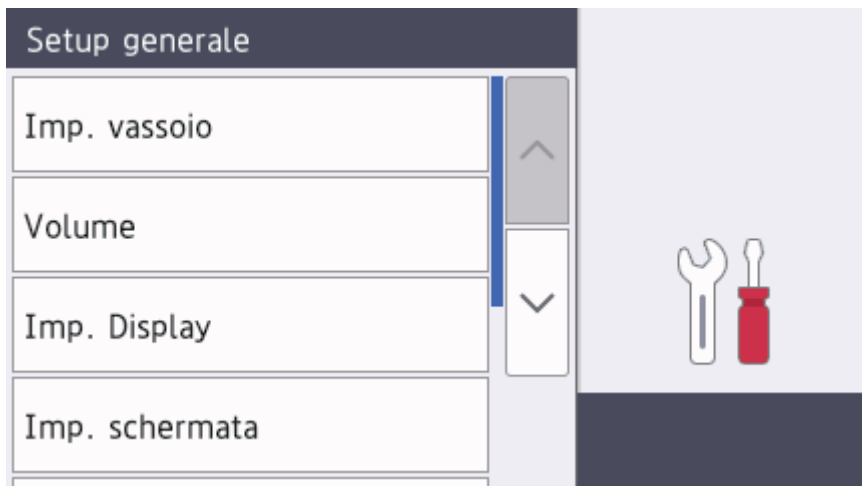 Setup generale
Imp. vassoio
Volume
Imp. Display
Imp. schermata